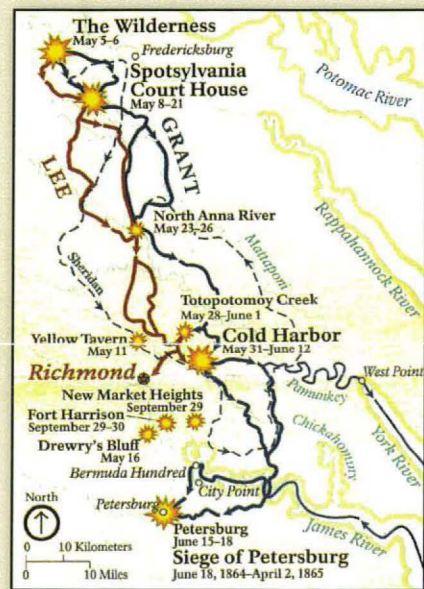 The Wilderness
May 5–6
Fredericksburg
Spotsylvania
Court House
May 8–21
Potomac River
LEE
GRANT
Rappahannock River
North Anna River
May 23–26
Mattaponi
Sheridan
Totopotomoy Creek
May 28–June 1
Yellow Tavern
May 11
Cold Harbor
May 31–June 12
Richmond
West Point
Pamunkey
New Market Heights
September 29
York River
Fort Harrison
September 29–30
Chickahominy
Drewry's Bluff
May 16
Bermuda Hundred
City Point
North
Petersburg
James River
Petersburg
June 15–18
0 10 Kilometers
Siege of Petersburg
0 10 Miles
June 18, 1864–April 2, 1865